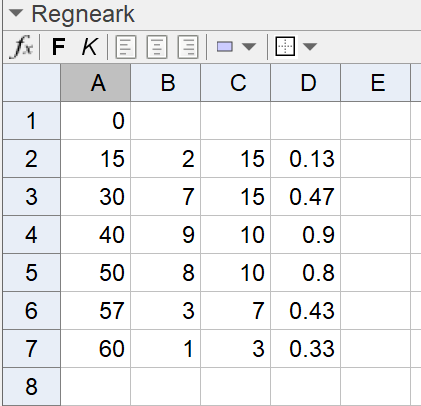 Regneark
fx F K
A B C D E
1 0
2 15 2 15 0.13
3 30 7 15 0.47
4 40 9 10 0.9
5 50 8 10 0.8
6 57 3 7 0.43
7 60 1 3 0.33
8